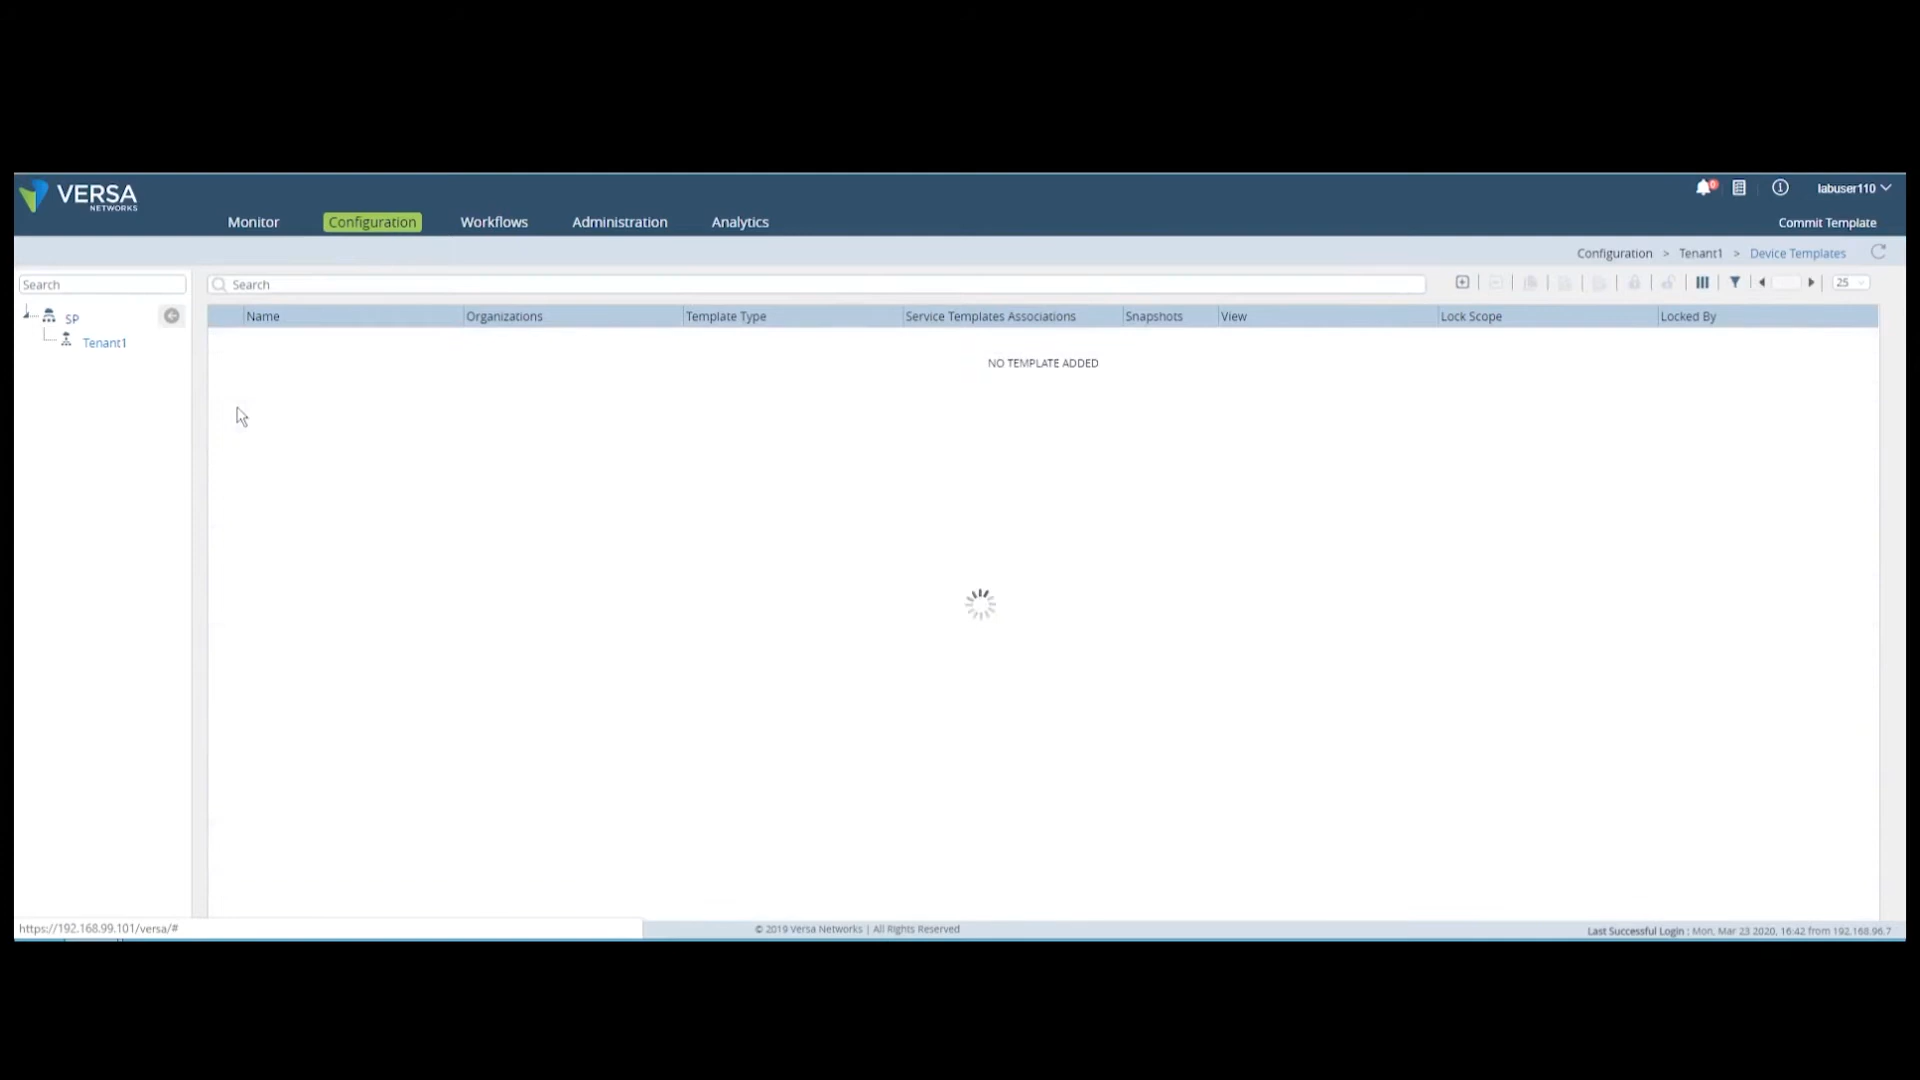 VERSA
NETWORKS
labuser110
Monitor
Configuration
Workflows
Administration
Analytics
Commit Template
Configuration > Tenant1 > Device Templates
Search
Search
25
SP
Tenant1
Name
Organizations
Template Type
Service Templates Associations
Snapshots
View
Lock Scope
Locked By
NO TEMPLATE ADDED
https://192.168.99.101/versa/#
© 2019 Versa Networks | All Rights Reserved
Last Successful Login : Mon, Mar 23 2020, 16:42 from 192.168.96.7